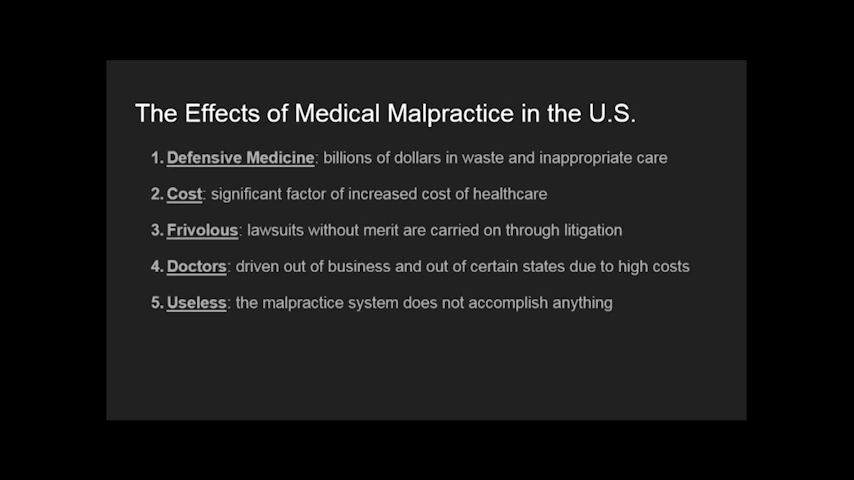 The Effects of Medical Malpractice in the U.S.
1. Defensive Medicine: billions of dollars in waste and inappropriate care
2. Cost: significant factor of increased cost of healthcare
3. Frivolous: lawsuits without merit are carried on through litigation
4. Doctors: driven out of business and out of certain states due to high costs
5. Useless: the malpractice system does not accomplish anything